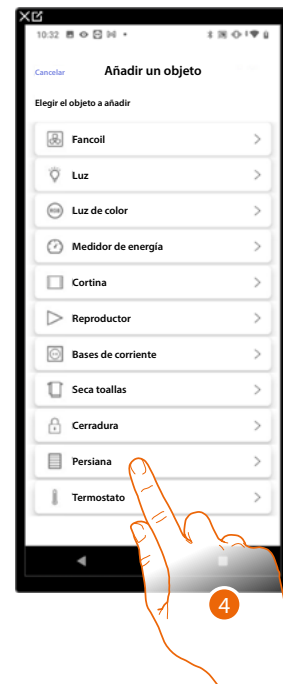 10:32
Cancelar
Añadir un objeto
Elegir el objeto a añadir
Fancoil
Luz
RGB
Luz de color
Medidor de energía
Cortina
Reproductor
Bases de corriente
Seca toallas
Cerradura
Persiana
Termostato
4